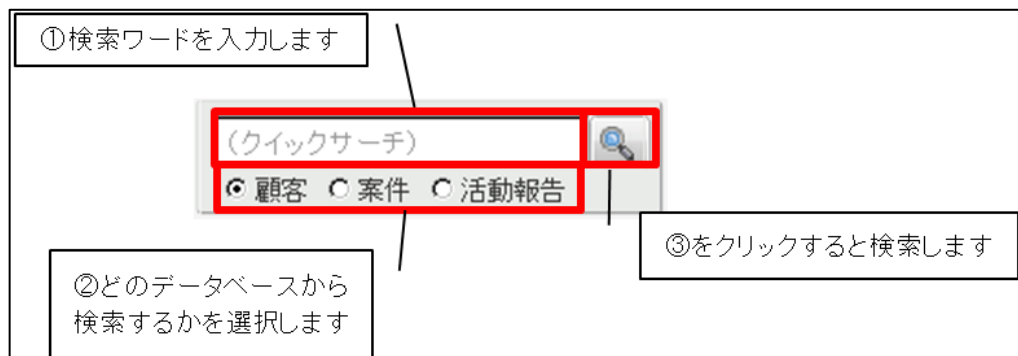 ①検索ワードを入力します
(クイックサーチ)
顧客 案件 活動報告
③をクリックすると検索します
②どのデータベースから
検索するかを選択します